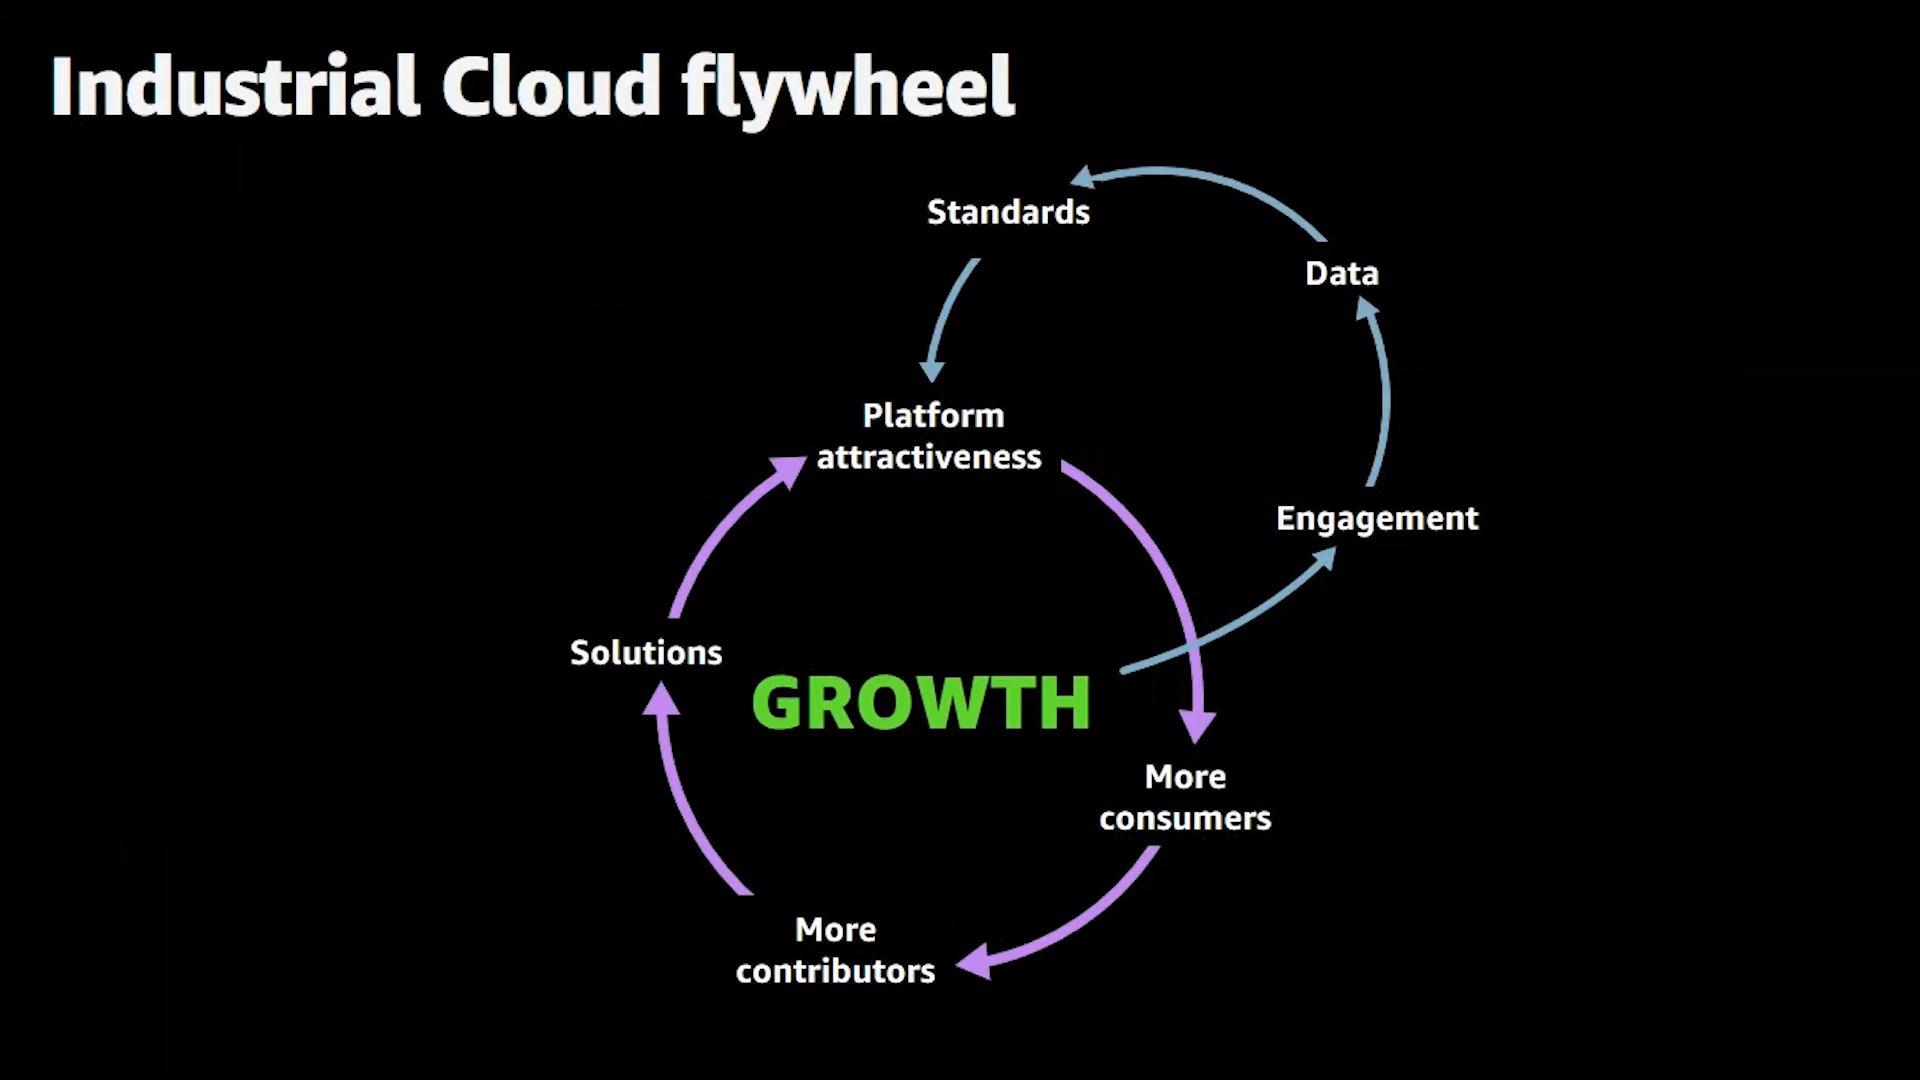 Industrial Cloud flywheel
Standards
Data
Platform
attractiveness
Engagement
Solutions
GROWTH
More
consumers
More
contributors